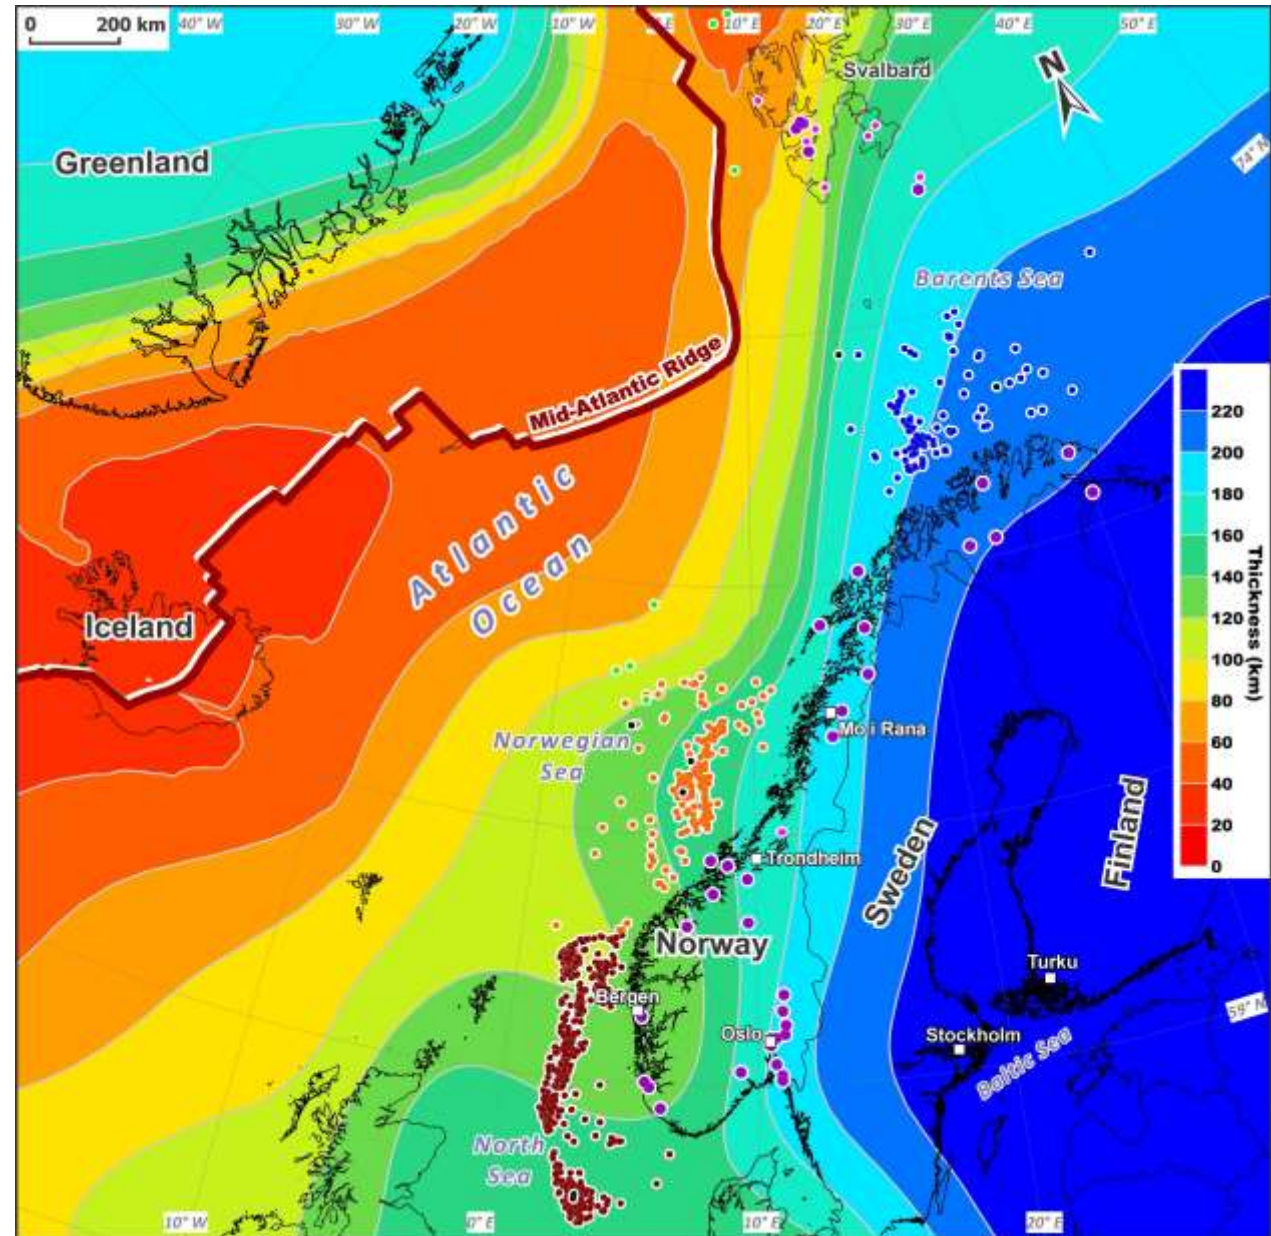 0 200 km
40° W
30° W
20° W
10° W
0° E
10° E
20° E
30° E
40° E
50° E
N
Svalbard
Greenland
74° N
Barents Sea
Mid-Atlantic Ridge
Atlantic
Ocean
Iceland
220
200
180
160
140
120
100
80
60
40
20
0
Thickness (km)
Norwegian
Sea
Mo i Rana
Trondheim
Sweden
Finland
Norway
Bergen
Oslo
Turku
Stockholm
Baltic Sea
59° N
North
Sea
10° W
0° E
10° E
20° E